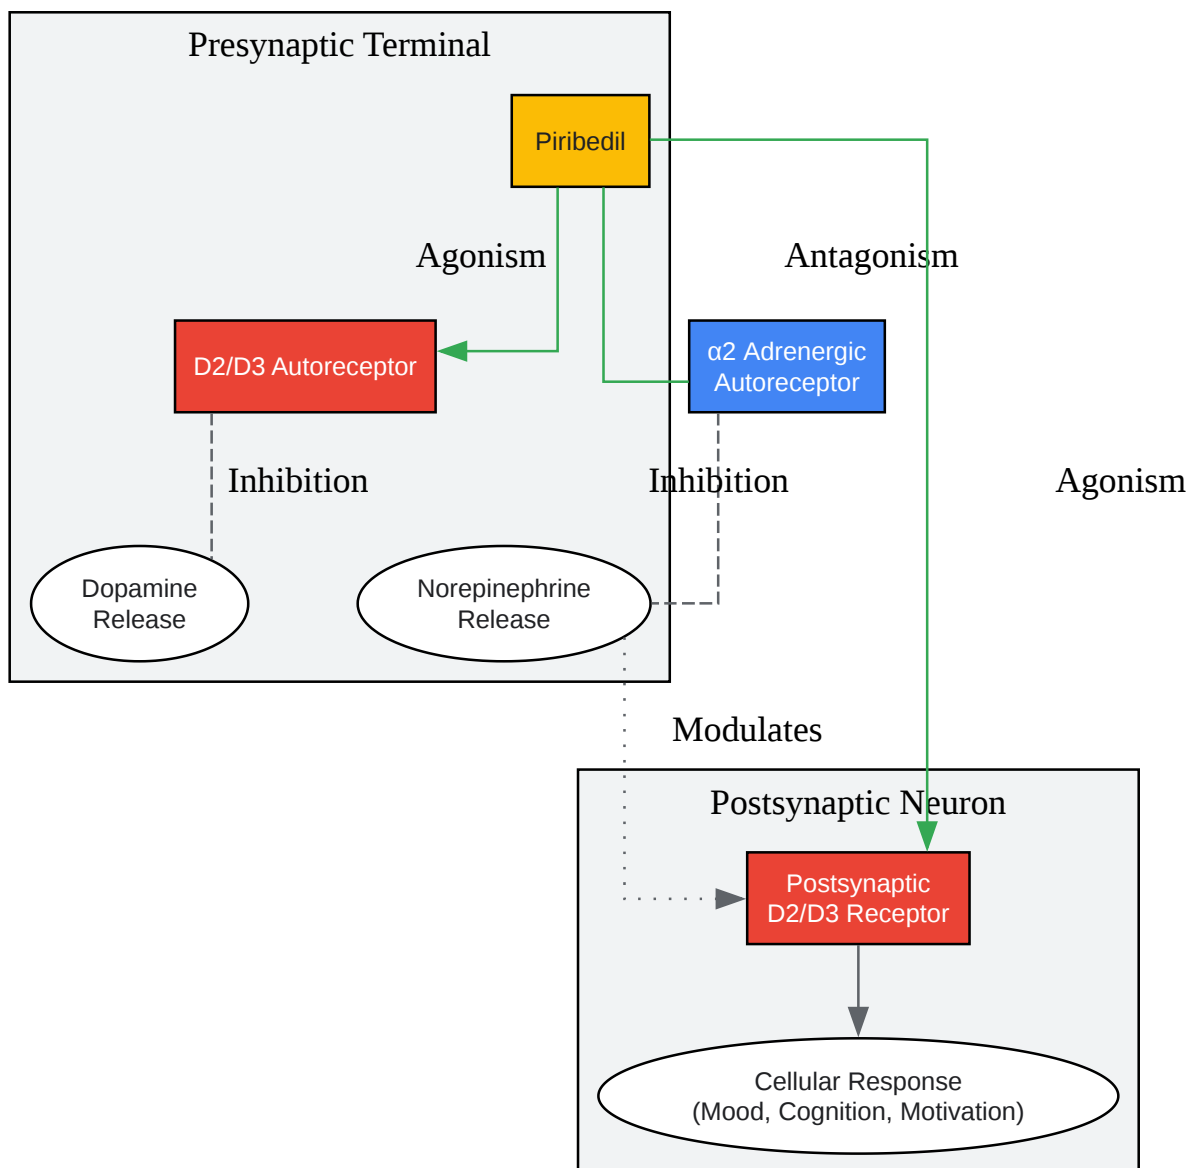 Presynaptic Terminal
Piribedil
Agonism
Antagonism
D2/D3 Autoreceptor
α2 Adrenergic
Autoreceptor
Inhibition
Inhibition
Agonism
Dopamine
Release
Norepinephrine
Release
Modulates
Postsynaptic Neuron
Postsynaptic
D2/D3 Receptor
Cellular Response
(Mood, Cognition, Motivation)